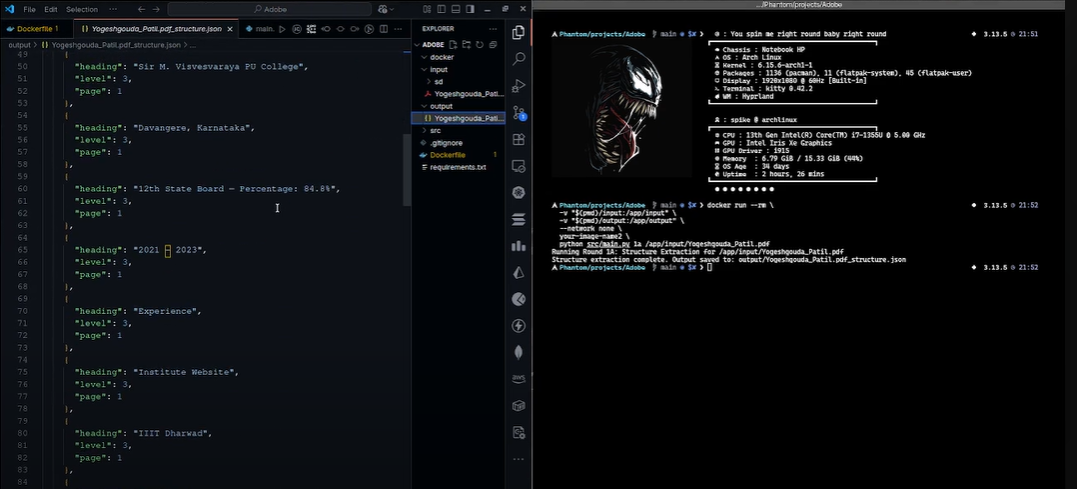 File Edit Selection ··· Adobe
Dockerfile 1 Yogeshgouda_Patil.pdf_structure.json × main.
output > {} Yogeshgouda_Patil.pdf_structure.json > ...
49 {
50 "heading": "Sir M. Visvesvaraya PU College",
51 "level": 3,
52 "page": 1
53 },
54 {
55 "heading": "Davangere, Karnataka",
56 "level": 3,
57 "page": 1
58 },
59 {
60 "heading": "12th State Board – Percentage: 84.8%",
61 "level": 3,
62 "page": 1
63 },
64 {
65 "heading": "2021 – 2023",
66 "level": 3,
67 "page": 1
68 },
69 {
70 "heading": "Experience",
71 "level": 3,
72 "page": 1
73 },
74 {
75 "heading": "Institute Website",
76 "level": 3,
77 "page": 1
78 },
79 {
80 "heading": "IIIT Dharwad",
81 "level": 3,
82 "page": 1
83 },
84 {
EXPLORER ···
ADOBE
docker
input
sd
Yogeshgouda_Patil...
output
{} Yogeshgouda_Patil...
src
.gitignore
Dockerfile 1
requirements.txt
.../Phantom/projects/Adobe
Phantom/projects/Adobe main $x 3.13.5 21:51
: You spin me right round baby right round
Chassis : Notebook HP
OS : Arch Linux
Kernel : 6.15.6-arch1-1
Packages : 1136 (pacman), 11 (flatpak-system), 45 (flatpak-user)
Display : 1920x1080 @ 60Hz [Built-in]
Terminal : kitty 0.42.2
WM : Hyprland
: spike @ archlinux
CPU : 13th Gen Intel(R) Core(TM) i7-1355U @ 5.00 GHz
GPU : Intel Iris Xe Graphics
GPU Driver : i915
Memory : 6.79 GiB / 15.33 GiB (44%)
OS Age : 34 days
Uptime : 2 hours, 26 mins
Phantom/projects/Adobe main $x docker run --rm \ 3.13.5 21:52
-v "$(pwd)/input:/app/input" \
-v "$(pwd)/output:/app/output" \
--network none \
your-image-name2 \
python src/main.py 1a /app/input/Yogeshgouda_Patil.pdf
Running Round 1A: Structure Extraction for /app/input/Yogeshgouda_Patil.pdf
Structure extraction complete. Output saved to: output/Yogeshgouda_Patil.pdf_structure.json
Phantom/projects/Adobe main $x 3.13.5 21:52